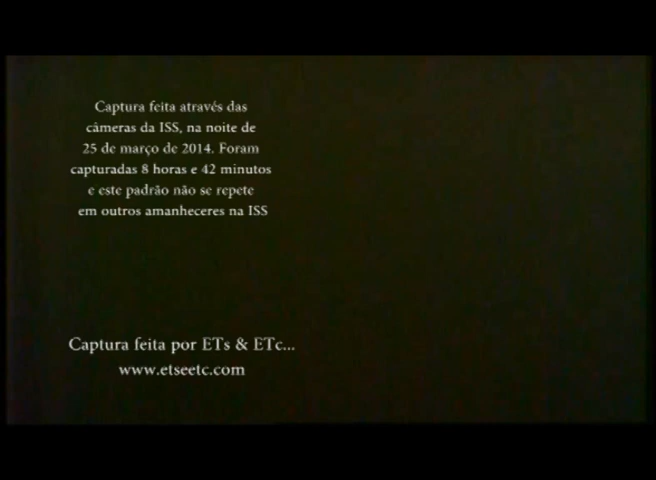 Captura feita através das
câmeras da ISS, na noite de
25 de março de 2014. Foram
capturadas 8 horas e 42 minutos
e este padrão não se repete
em outros amanheceres na ISS
Captura feita por ETs & ETc...
www.etseetc.com